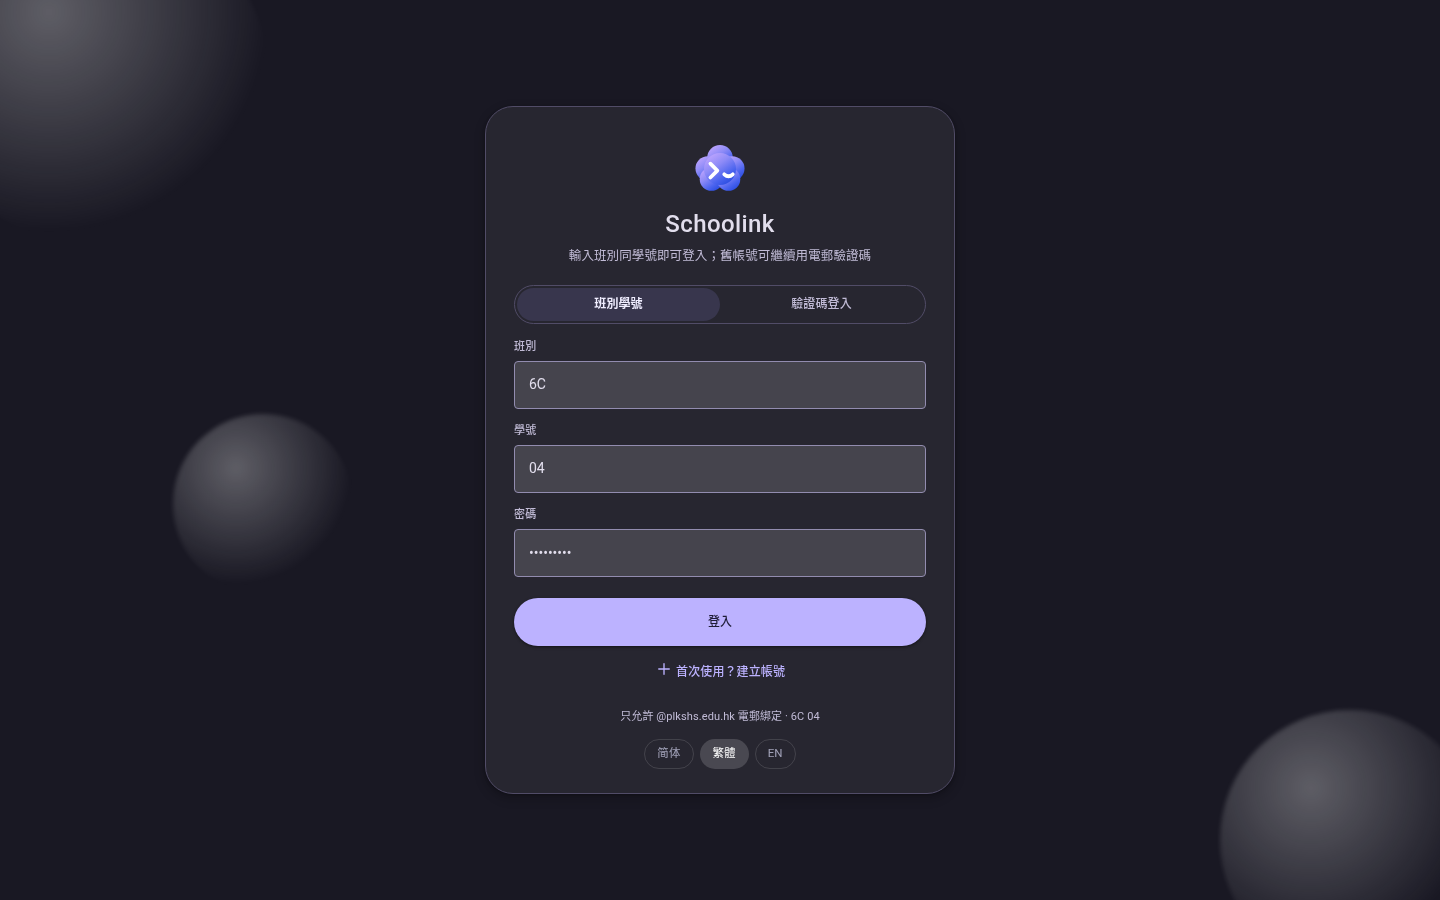 Schoolink
輸入班別同學號即可登入；舊帳號可繼續用電郵驗證碼
班別學號 驗證碼登入
班別
6C
學號
04
密碼
•••••••••
登入
首次使用？建立帳號
只允許 @plkshs.edu.hk 電郵綁定 · 6C 04
简体 繁體 EN